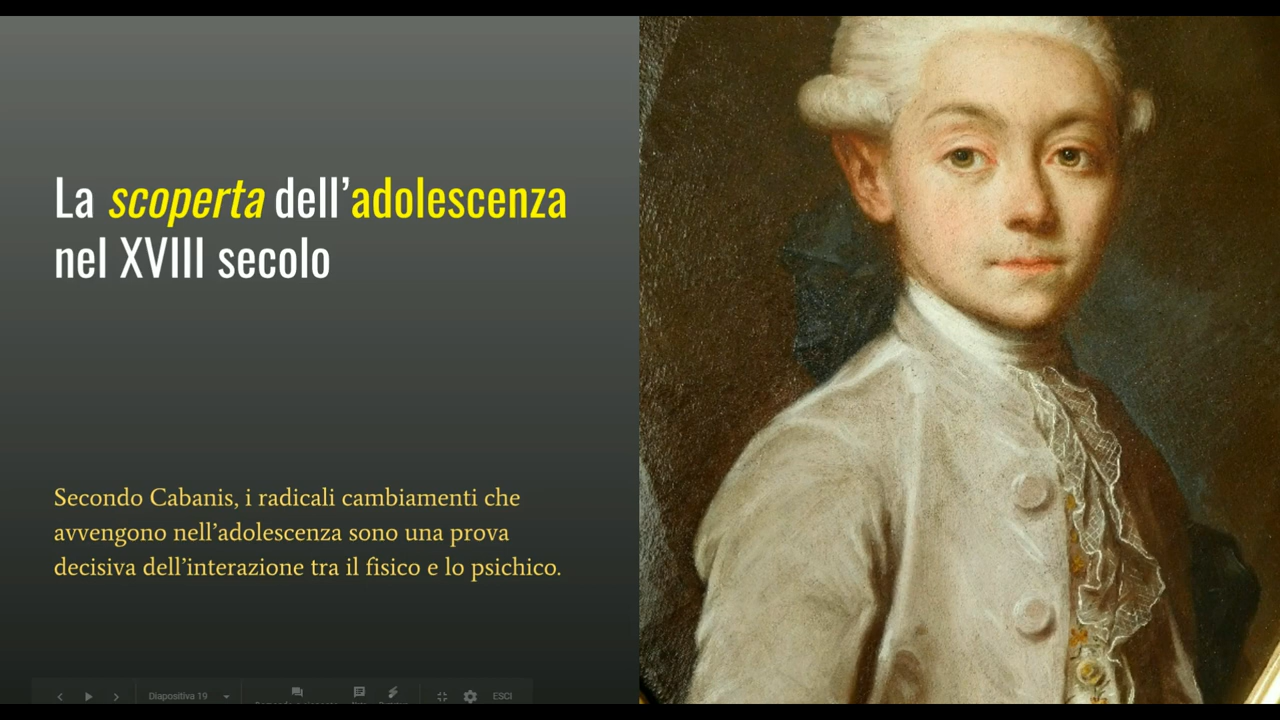 La scoperta dell’adolescenza
nel XVIII secolo
Secondo Cabanis, i radicali cambiamenti che
avvengono nell’adolescenza sono una prova
decisiva dell’interazione tra il fisico e lo psichico.
Diapositiva 19
ESCI